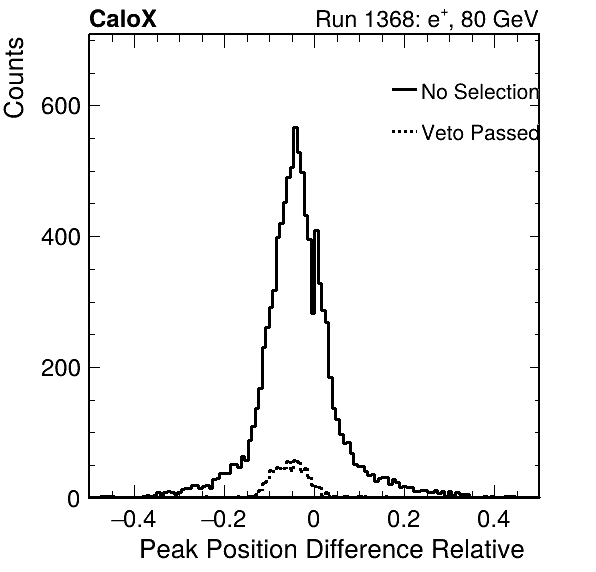 CaloX Run 1368: e⁺, 80 GeV
Counts
No Selection
Veto Passed
600
400
200
0
−0.4 −0.2 0 0.2 0.4
Peak Position Difference Relative